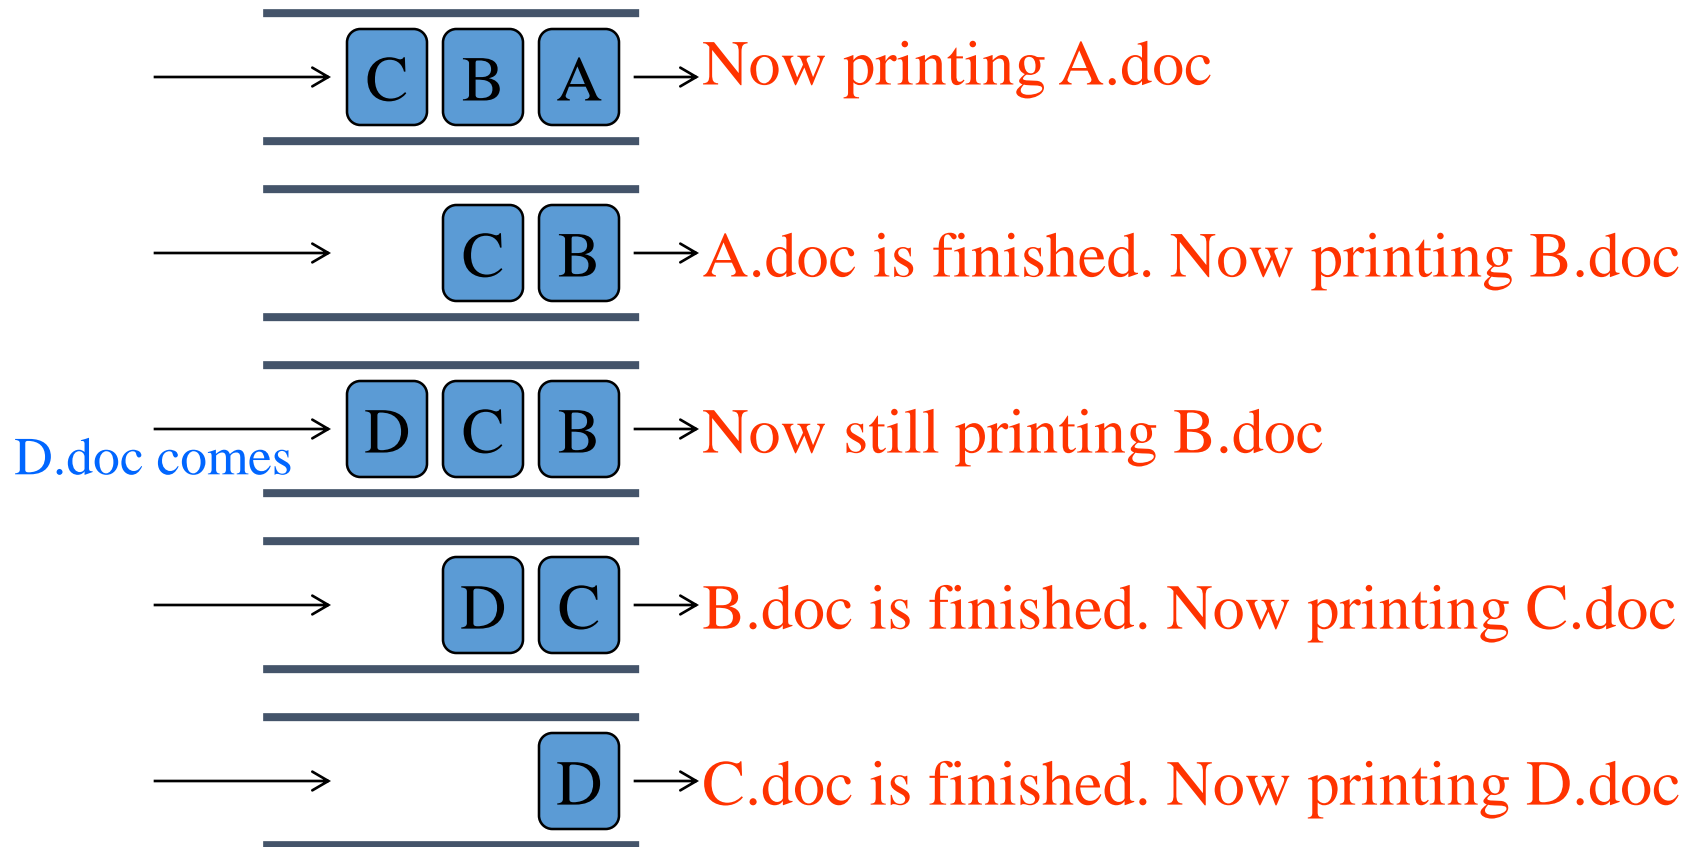 C B A Now printing A.doc
C B A.doc is finished. Now printing B.doc
D C B Now still printing B.doc
D.doc comes
D C B.doc is finished. Now printing C.doc
D C.doc is finished. Now printing D.doc